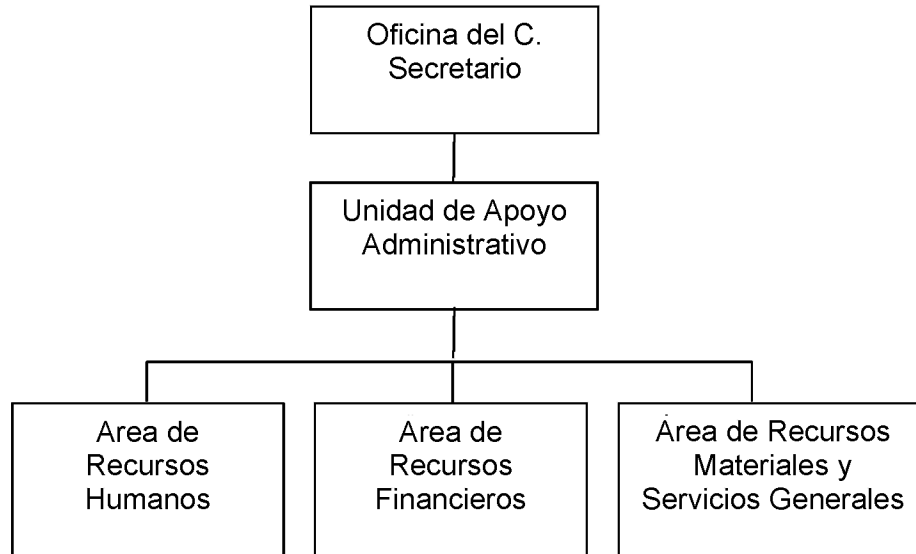 Oficina del C.
Secretario
Unidad de Apoyo
Administrativo
Area de
Recursos
Humanos
Area de
Recursos
Financieros
Área de Recursos
Materiales y
Servicios Generales